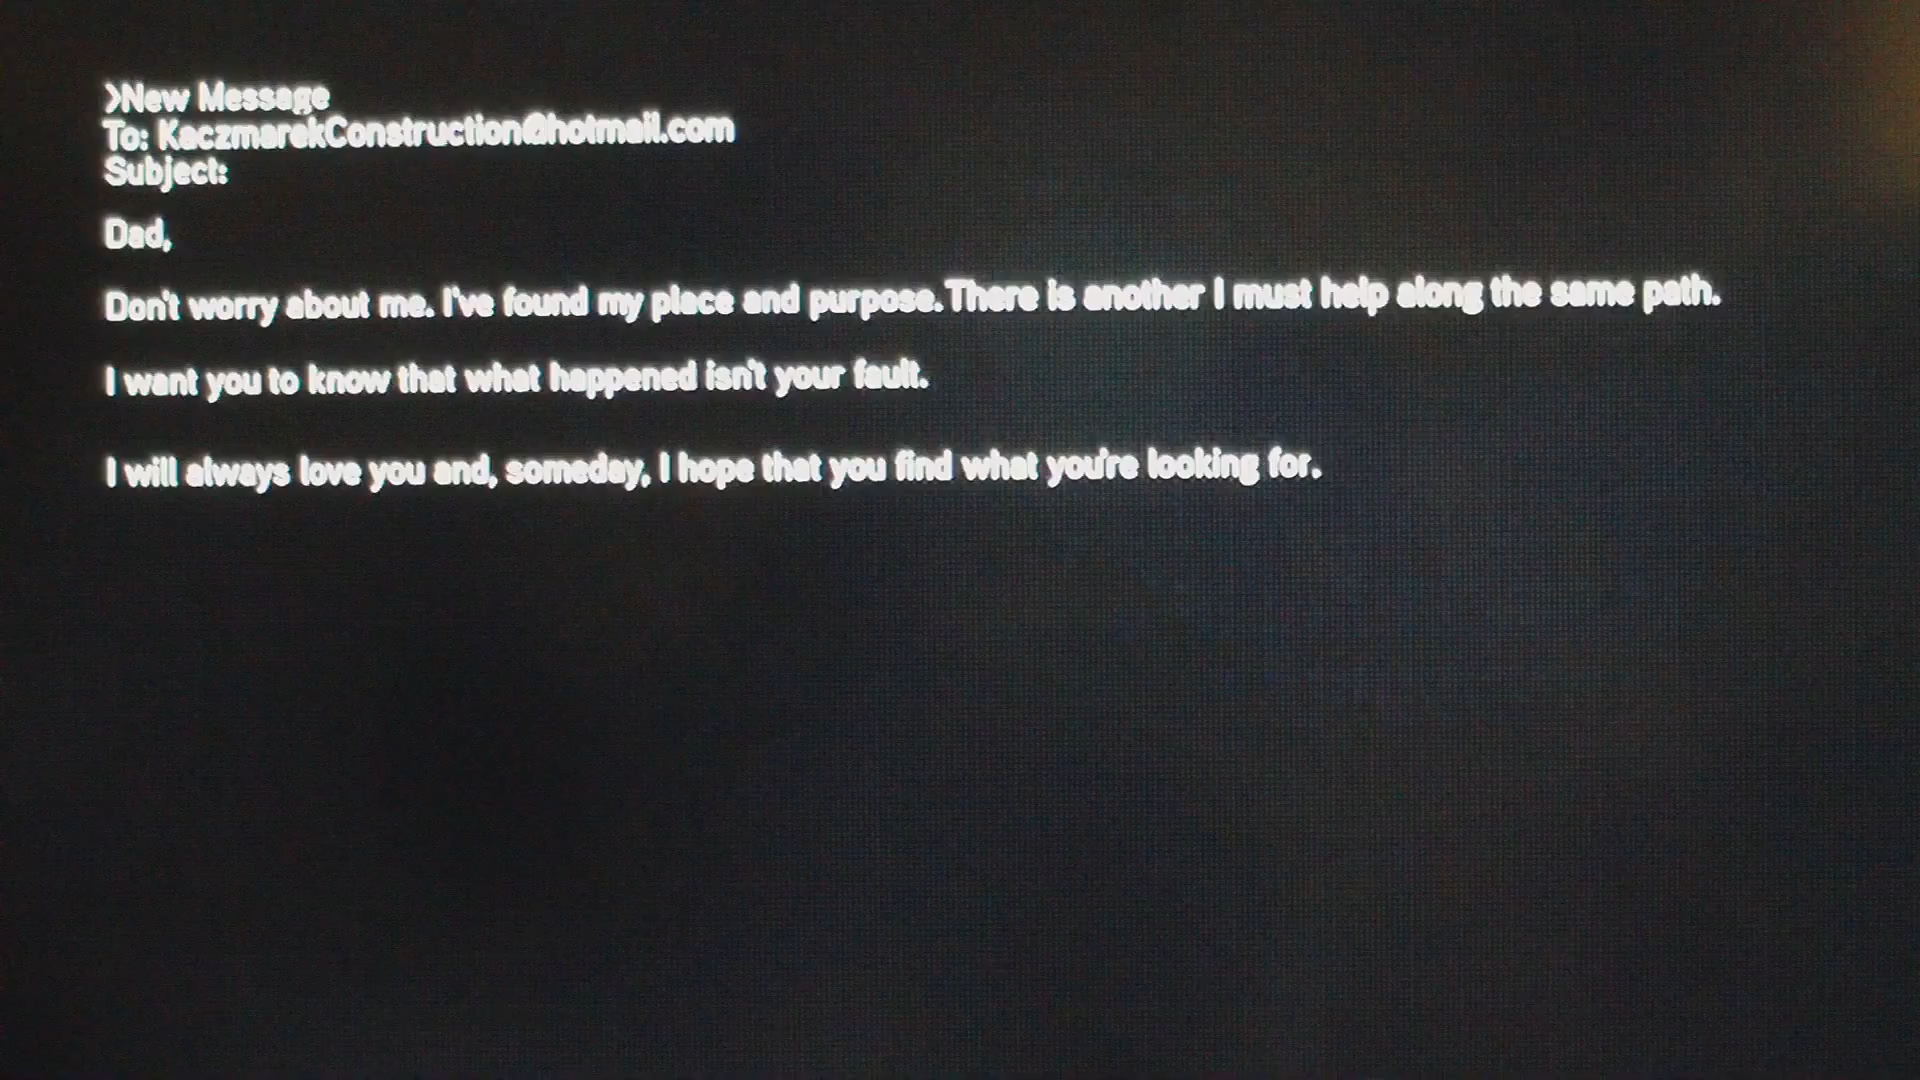 >New Message
To: KaczmarekConstruction@hotmail.com
Subject:
Dad,
Don't worry about me. I've found my place and purpose. There is another I must help along the same path.
I want you to know that what happened isn't your fault.
I will always love you and, someday, I hope that you find what you're looking for.